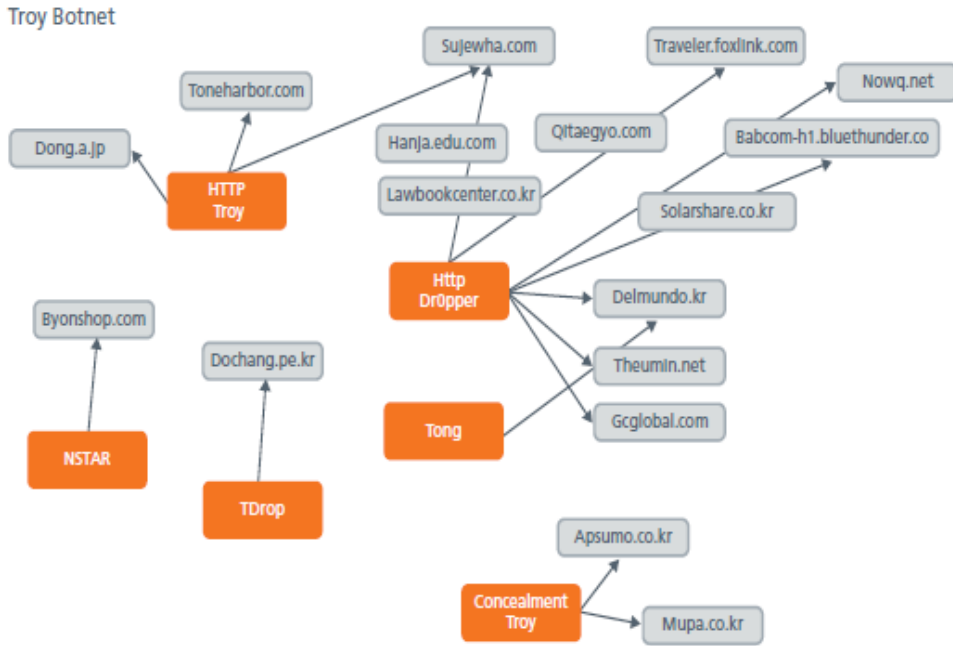 Troy Botnet
Sujewha.com
Traveler.foxlink.com
Nowq.net
Toneharbor.com
Qitaegyo.com
Babcom-h1.bluethunder.co
Dong.a.jp
Hanja.edu.com
HTTP
Troy
Lawbookcenter.co.kr
Solarshare.co.kr
Http
Dr0pper
Delmundo.kr
Byonshop.com
Dochang.pe.kr
Theumin.net
Gcglobal.com
Tong
NSTAR
TDrop
Apsumo.co.kr
Concealment
Troy
Mupa.co.kr